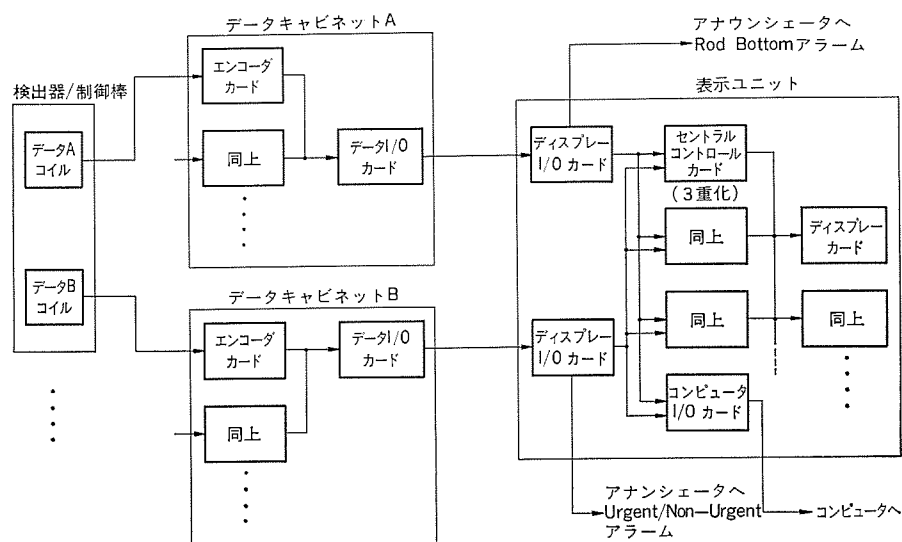 データキャビネットA
エンコーダ
カード
同上
データI/O
カード
検出器/制御棒
データA
コイル
データB
コイル
データキャビネットB
エンコーダ
カード
データI/O
カード
同上
アナウンシェータへ
Rod Bottomアラーム
表示ユニット
ディスプレー
I/Oカード
セントラル
コントロール
カード
(3重化)
同上
ディスプレー
カード
同上
同上
ディスプレー
I/Oカード
コンピュータ
I/Oカード
アナンシェータへ
Urgent/Non-Urgent
アラーム
コンピュータへ